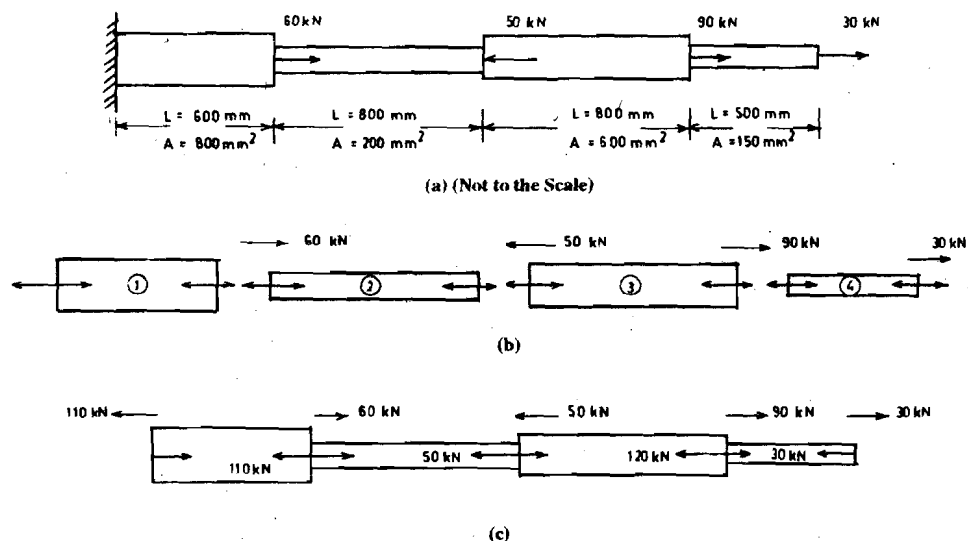 60 kN 50 kN 90 kN 30 kN
L = 600 mm L = 800 mm L = 800 mm L = 500 mm
A = 800 mm² A = 200 mm² A = 600 mm² A = 150 mm²
(a) (Not to the Scale)
60 kN 50 kN 90 kN 30 kN
① ② ③ ④
(b)
110 kN 60 kN 50 kN 90 kN 30 kN
110 kN 50 kN 120 kN 30 kN
(c)